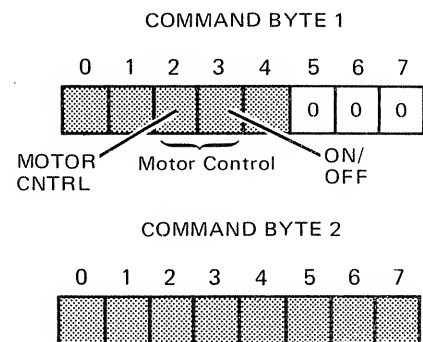 COMMAND BYTE 1
0 1 2 3 4 5 6 7
0 0 0
MOTOR CNTRL
Motor Control
ON/
OFF
COMMAND BYTE 2
0 1 2 3 4 5 6 7